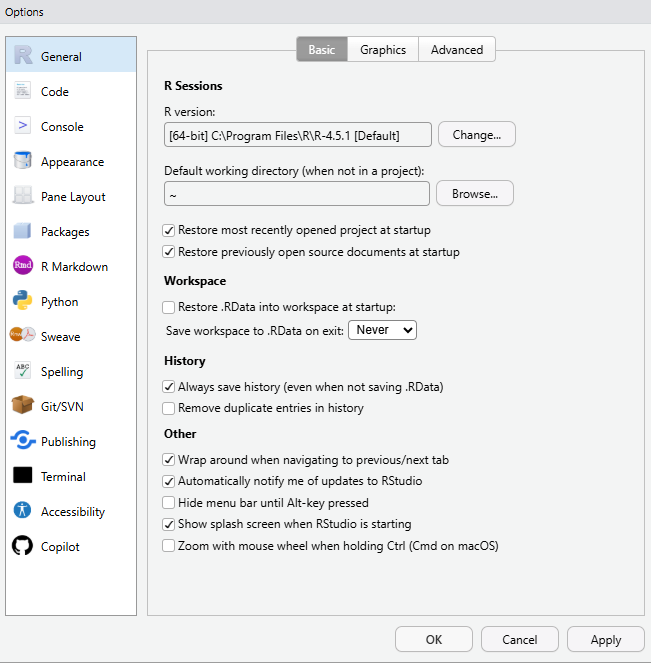 Options
General
Code
Console
Appearance
Pane Layout
Packages
Rmd R Markdown
Python
Sweave
ABC Spelling
Git/SVN
Publishing
Terminal
Accessibility
Copilot
Basic Graphics Advanced
R Sessions
R version:
[64-bit] C:\Program Files\R\R-4.5.1 [Default] Change...
Default working directory (when not in a project):
~ Browse...
Restore most recently opened project at startup
Restore previously open source documents at startup
Workspace
Restore .RData into workspace at startup:
Save workspace to .RData on exit: Never
History
Always save history (even when not saving .RData)
Remove duplicate entries in history
Other
Wrap around when navigating to previous/next tab
Automatically notify me of updates to RStudio
Hide menu bar until Alt-key pressed
Show splash screen when RStudio is starting
Zoom with mouse wheel when holding Ctrl (Cmd on macOS)
OK Cancel Apply